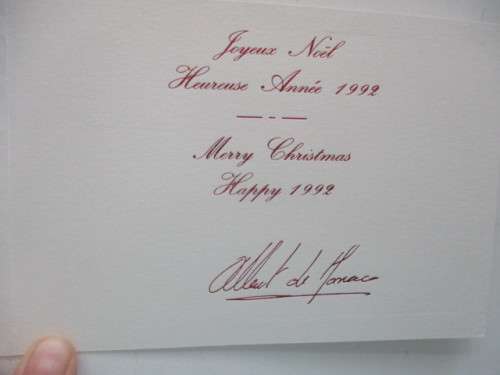 Joyeux Noël
Heureuse Année 1992
Merry Christmas
Happy 1992
Albert de Monaco